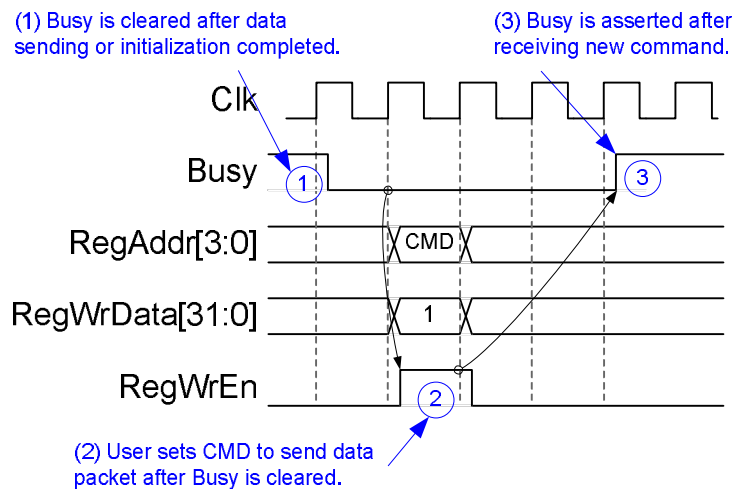 (1) Busy is cleared after data
sending or initialization completed.
(3) Busy is asserted after
receiving new command.
Clk
Busy
1
3
RegAddr[3:0]
CMD
RegWrData[31:0]
1
RegWrEn
2
(2) User sets CMD to send data
packet after Busy is cleared.